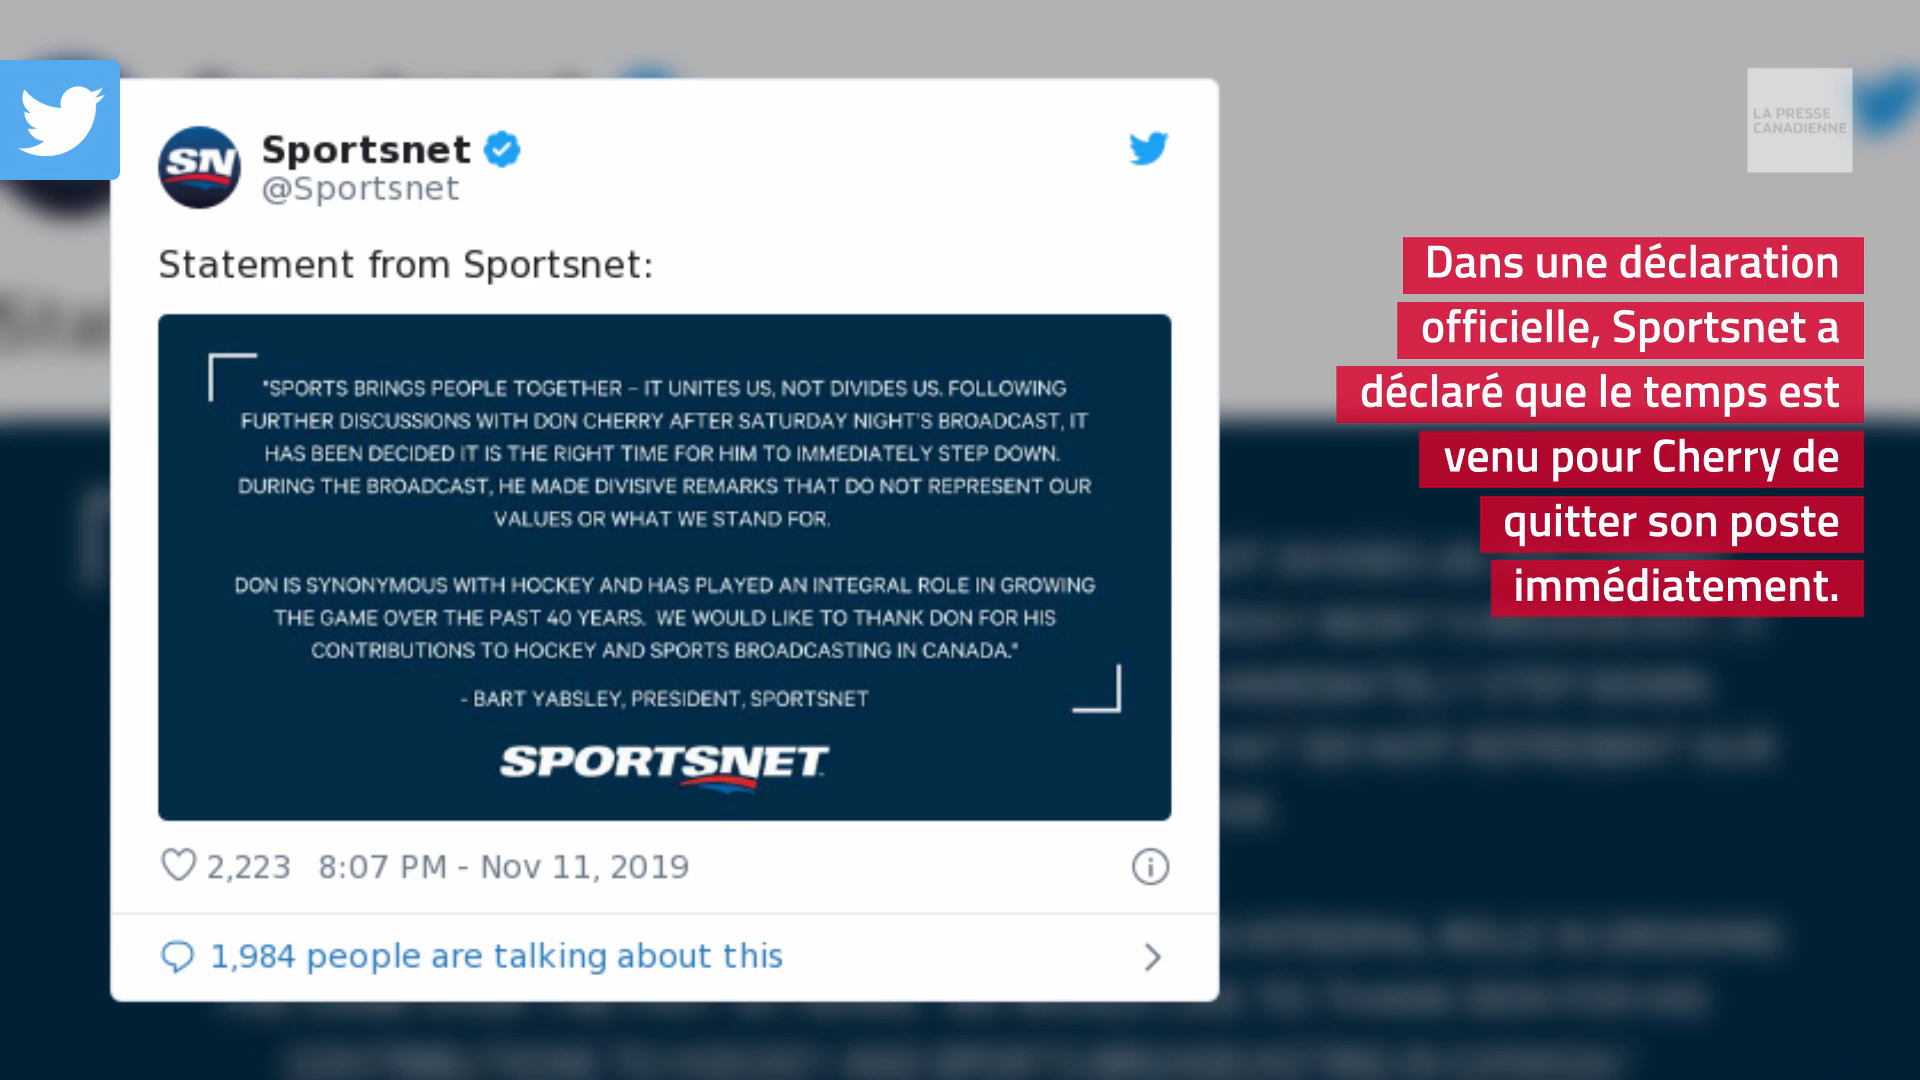 Sportsnet
@Sportsnet
Statement from Sportsnet:
"SPORTS BRINGS PEOPLE TOGETHER – IT UNITES US, NOT DIVIDES US. FOLLOWING
FURTHER DISCUSSIONS WITH DON CHERRY AFTER SATURDAY NIGHT'S BROADCAST, IT
HAS BEEN DECIDED IT IS THE RIGHT TIME FOR HIM TO IMMEDIATELY STEP DOWN.
DURING THE BROADCAST, HE MADE DIVISIVE REMARKS THAT DO NOT REPRESENT OUR
VALUES OR WHAT WE STAND FOR.
DON IS SYNONYMOUS WITH HOCKEY AND HAS PLAYED AN INTEGRAL ROLE IN GROWING
THE GAME OVER THE PAST 40 YEARS. WE WOULD LIKE TO THANK DON FOR HIS
CONTRIBUTIONS TO HOCKEY AND SPORTS BROADCASTING IN CANADA."
- BART YABSLEY, PRESIDENT, SPORTSNET
SPORTSNET
2,223 8:07 PM - Nov 11, 2019
1,984 people are talking about this
SN
LA PRESSE
CANADIENNE
Dans une déclaration
officielle, Sportsnet a
déclaré que le temps est
venu pour Cherry de
quitter son poste
immédiatement.